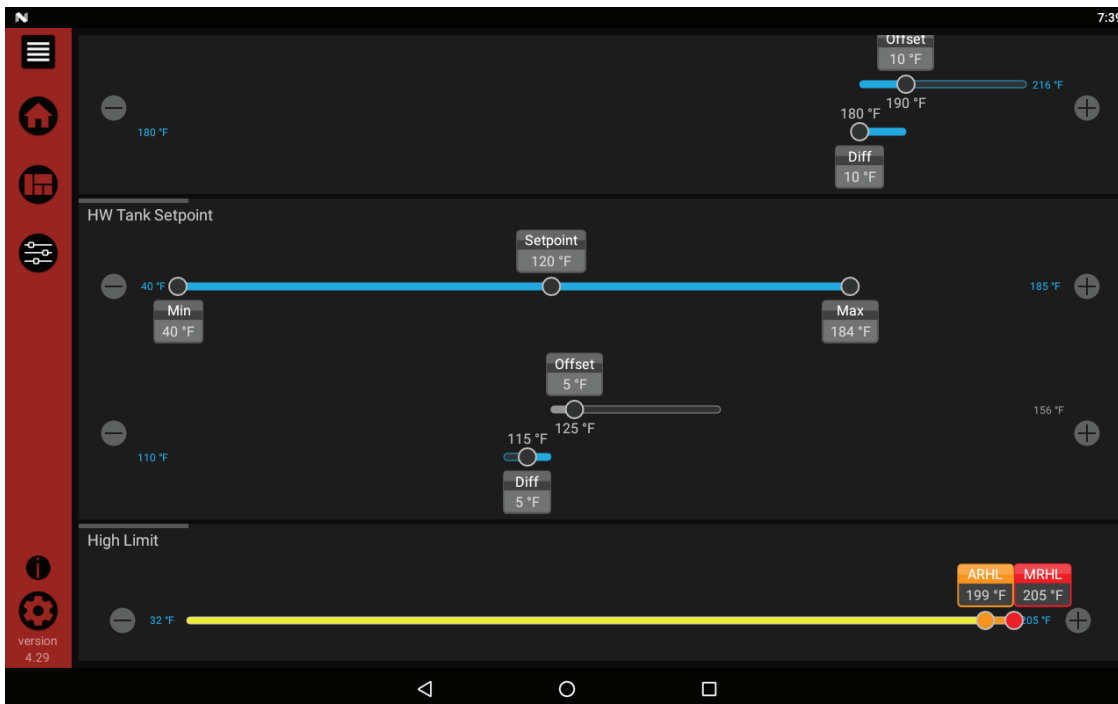 7:39
Offset
10 °F
216 °F
190 °F
180 °F
180 °F
Diff
10 °F
HW Tank Setpoint
Setpoint
120 °F
40 °F
185 °F
Min
40 °F
Max
184 °F
Offset
5 °F
156 °F
125 °F
115 °F
110 °F
Diff
5 °F
High Limit
ARHL
MRHL
199 °F
205 °F
32 °F
205 °F
version
4.29